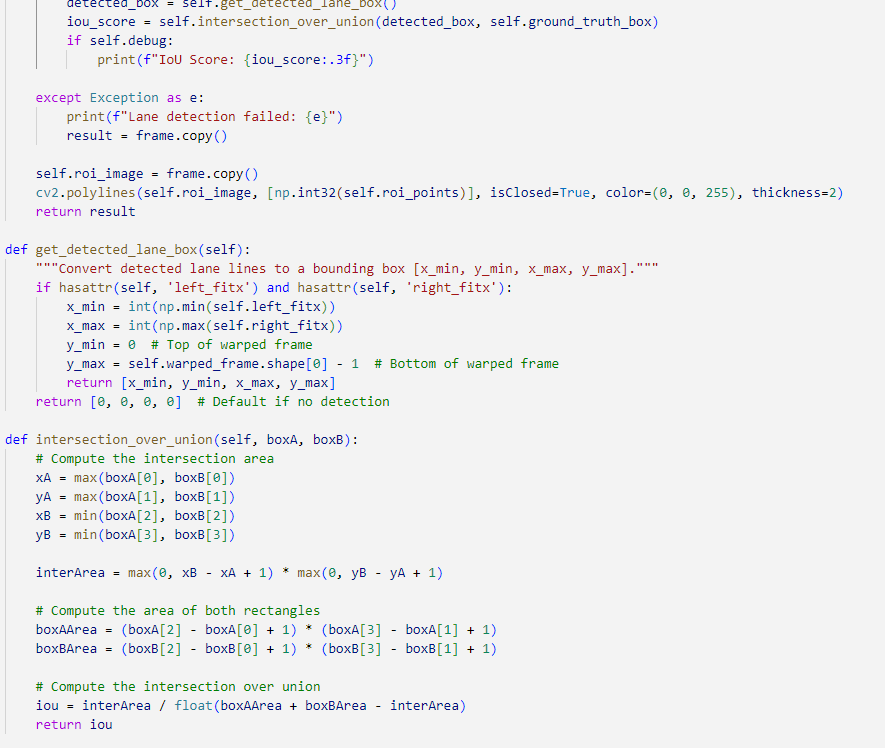 detected_box = self.get_detected_lane_box()
iou_score = self.intersection_over_union(detected_box, self.ground_truth_box)
if self.debug:
print(f"IoU Score: {iou_score:.3f}")
except Exception as e:
print(f"Lane detection failed: {e}")
result = frame.copy()
self.roi_image = frame.copy()
cv2.polylines(self.roi_image, [np.int32(self.roi_points)], isClosed=True, color=(0, 0, 255), thickness=2)
return result
def get_detected_lane_box(self):
"""Convert detected lane lines to a bounding box [x_min, y_min, x_max, y_max]."""
if hasattr(self, 'left_fitx') and hasattr(self, 'right_fitx'):
x_min = int(np.min(self.left_fitx))
x_max = int(np.max(self.right_fitx))
y_min = 0  # Top of warped frame
y_max = self.warped_frame.shape[0] - 1  # Bottom of warped frame
return [x_min, y_min, x_max, y_max]
return [0, 0, 0, 0]  # Default if no detection
def intersection_over_union(self, boxA, boxB):
# Compute the intersection area
xA = max(boxA[0], boxB[0])
yA = max(boxA[1], boxB[1])
xB = min(boxA[2], boxB[2])
yB = min(boxA[3], boxB[3])
interArea = max(0, xB - xA + 1) * max(0, yB - yA + 1)
# Compute the area of both rectangles
boxAArea = (boxA[2] - boxA[0] + 1) * (boxA[3] - boxA[1] + 1)
boxBArea = (boxB[2] - boxB[0] + 1) * (boxB[3] - boxB[1] + 1)
# Compute the intersection over union
iou = interArea / float(boxAArea + boxBArea - interArea)
return iou